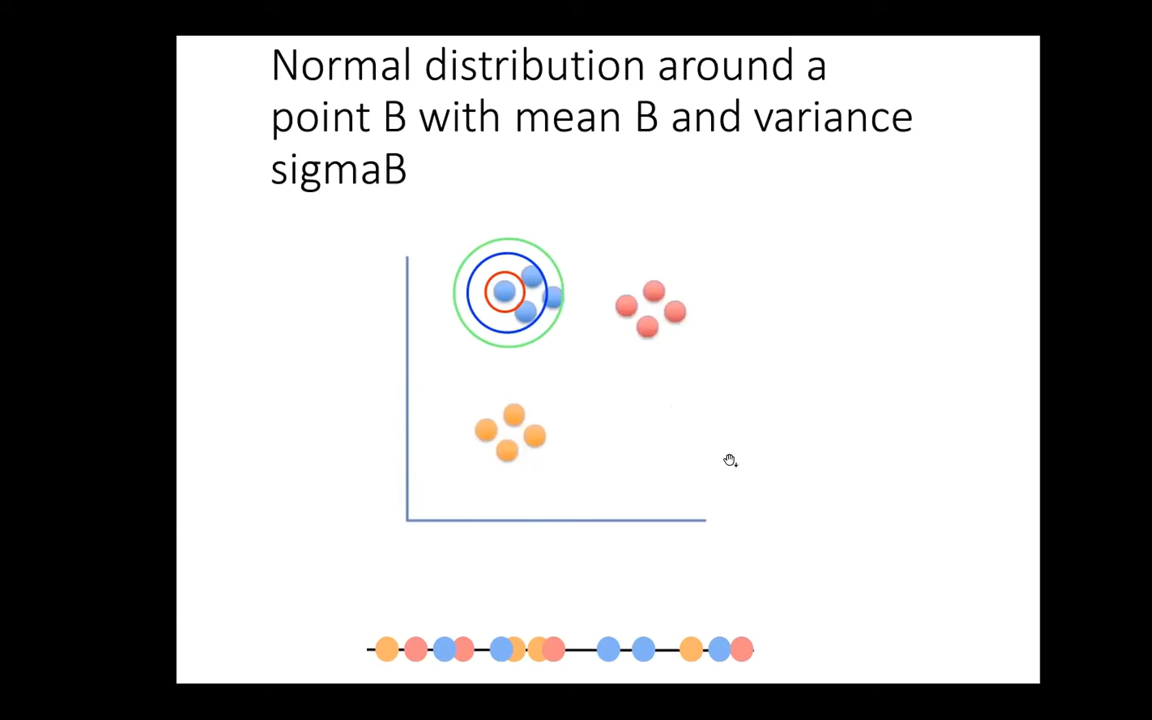 Normal distribution around a
point B with mean B and variance
sigmaB